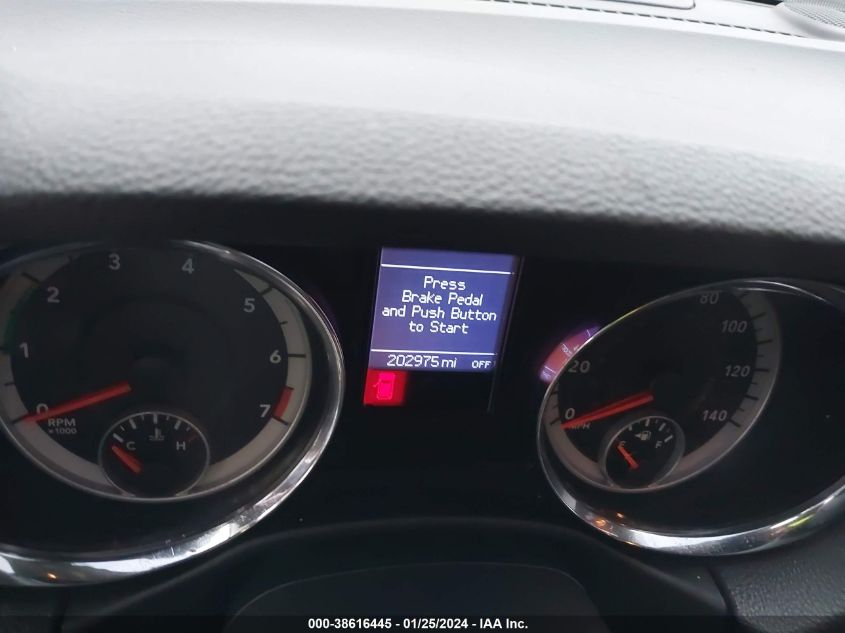 Press
Brake Pedal
and Push Button
to Start
202975 mi OFF
0 1 2 3 4 5 6 7
RPM
x1000
C H
0 20 80 100 120 140
MPH
E F
000-38616445 - 01/25/2024 - IAA Inc.